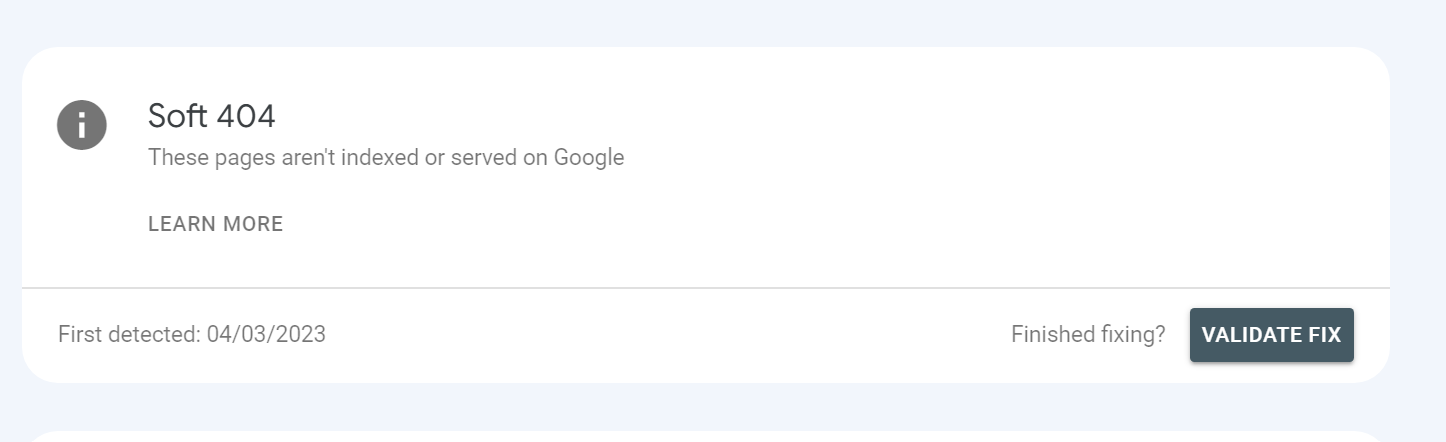 Soft 404
These pages aren't indexed or served on Google
LEARN MORE
First detected: 04/03/2023
Finished fixing?
VALIDATE FIX